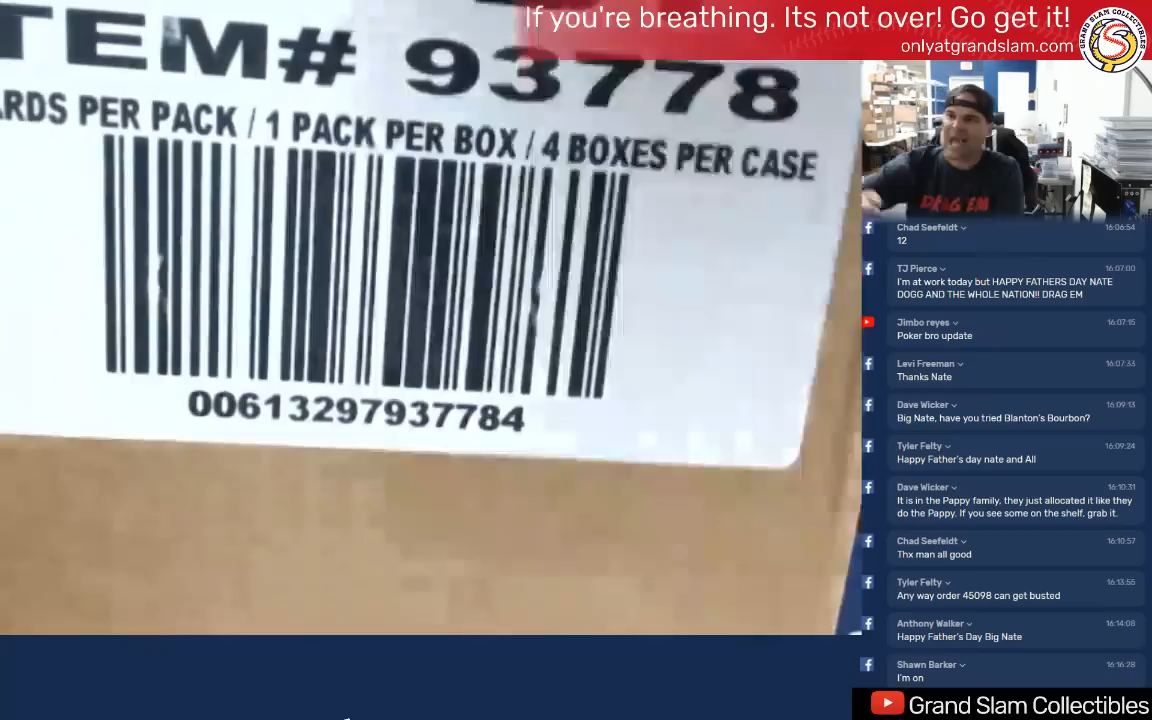 If you're breathing. Its not over! Go get it!
onlyatgrandslam.com
GRAND SLAM COLLECTIBLES
TEM# 93778
ARDS PER PACK / 1 PACK PER BOX / 4 BOXES PER CASE
00613297937784
DRAG EM
Chad Seefeldt 16:06:54
12
TJ Pierce 16:07:00
I'm at work today but HAPPY FATHERS DAY NATE
DOGG AND THE WHOLE NATION!! DRAG EM
Jimbo reyes 16:07:15
Poker bro update
Levi Freeman 16:07:33
Thanks Nate
Dave Wicker 16:09:13
Big Nate, have you tried Blanton's Bourbon?
Tyler Felty 16:09:24
Happy Father's day nate and All
Dave Wicker 16:10:31
It is in the Pappy family, they just allocated it like they
do the Pappy. If you see some on the shelf, grab it.
Chad Seefeldt 16:10:57
Thx man all good
Tyler Felty 16:13:55
Any way order 45098 can get busted
Anthony Walker 16:14:08
Happy Father's Day Big Nate
Shawn Barker 16:16:28
I'm on
Grand Slam Collectibles